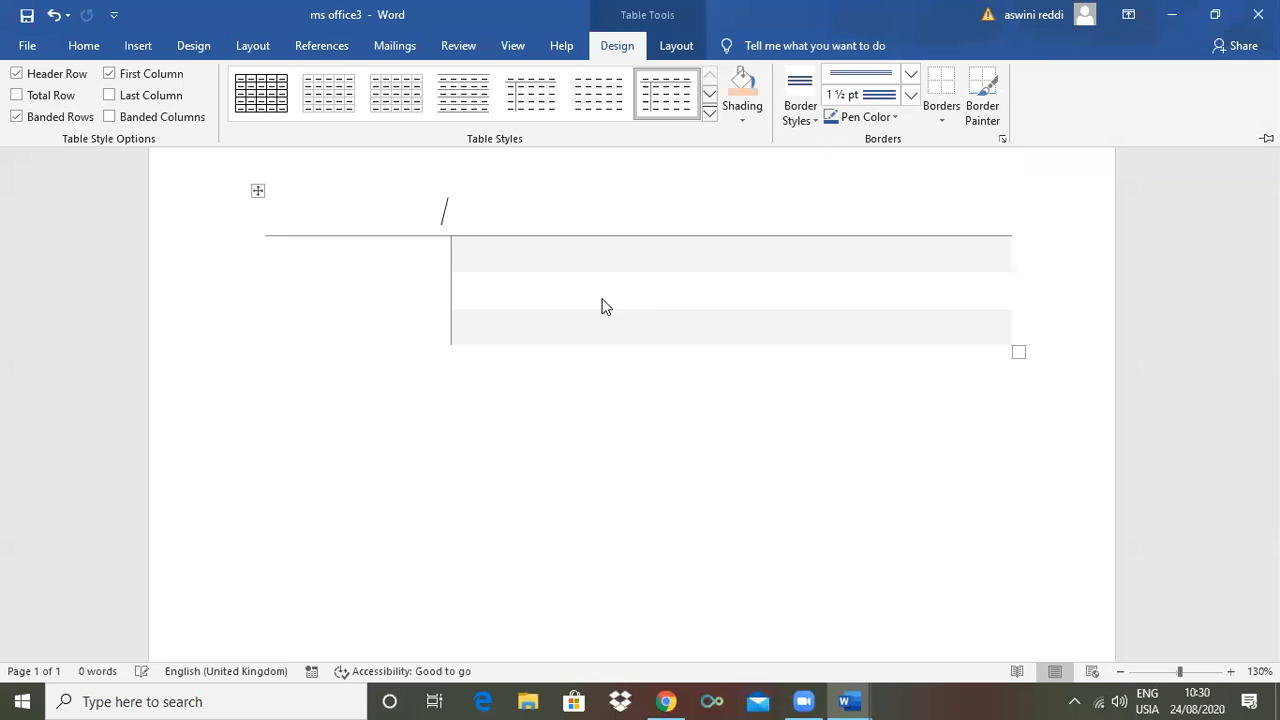 ms office3 - Word
Table Tools
aswini reddi
File Home Insert Design Layout References Mailings Review View Help Design Layout Tell me what you want to do Share
Header Row First Column
Total Row Last Column
Banded Rows Banded Columns
Table Style Options
Table Styles
Shading
Border Styles
1 ½ pt
Pen Color
Borders
Border Painter
Borders
Page 1 of 1 0 words English (United Kingdom) Accessibility: Good to go 130%
Type here to search
ENG
USIA
10:30
24/08/2020